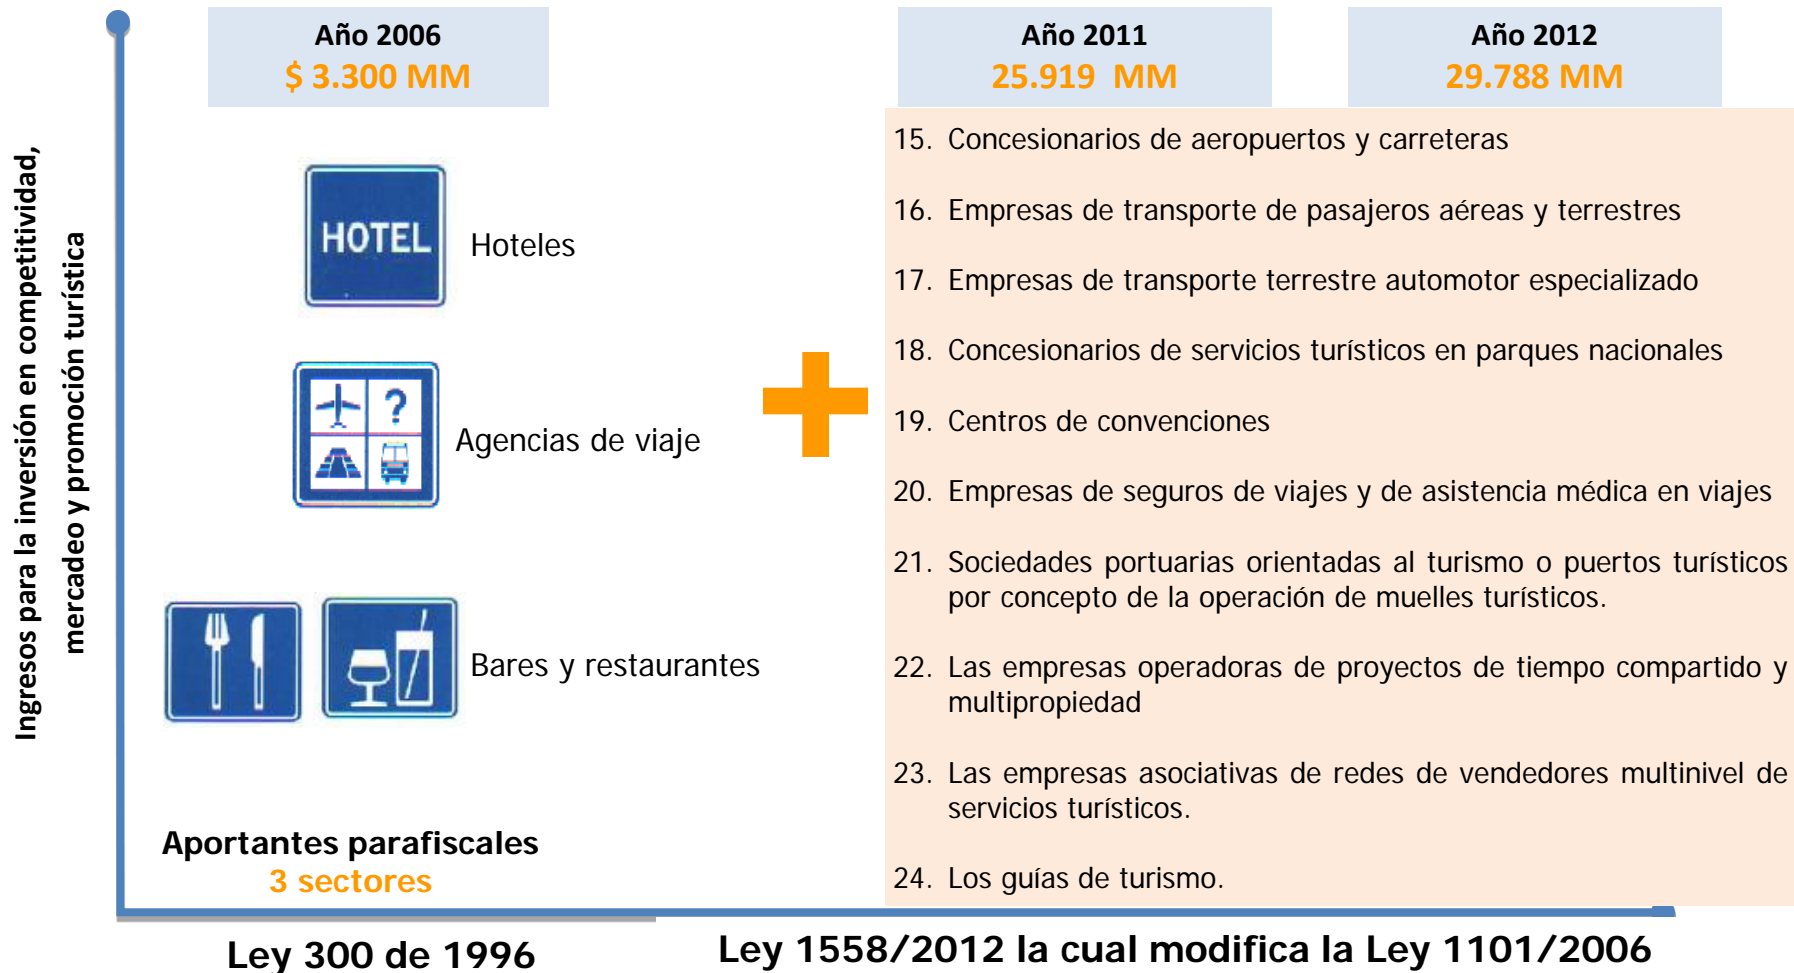 Año 2006
$ 3.300 MM
Año 2011
25.919 MM
Año 2012
29.788 MM
Ingresos para la inversión en competitividad,
mercadeo y promoción turística
HOTEL
Hoteles
?
Agencias de viaje
Bares y restaurantes
Aportantes parafiscales
3 sectores
15. Concesionarios de aeropuertos y carreteras
16. Empresas de transporte de pasajeros aéreas y terrestres
17. Empresas de transporte terrestre automotor especializado
18. Concesionarios de servicios turísticos en parques nacionales
19. Centros de convenciones
20. Empresas de seguros de viajes y de asistencia médica en viajes
21. Sociedades portuarias orientadas al turismo o puertos turísticos
por concepto de la operación de muelles turísticos.
22. Las empresas operadoras de proyectos de tiempo compartido y
multipropiedad
23. Las empresas asociativas de redes de vendedores multinivel de
servicios turísticos.
24. Los guías de turismo.
Ley 300 de 1996
Ley 1558/2012 la cual modifica la Ley 1101/2006